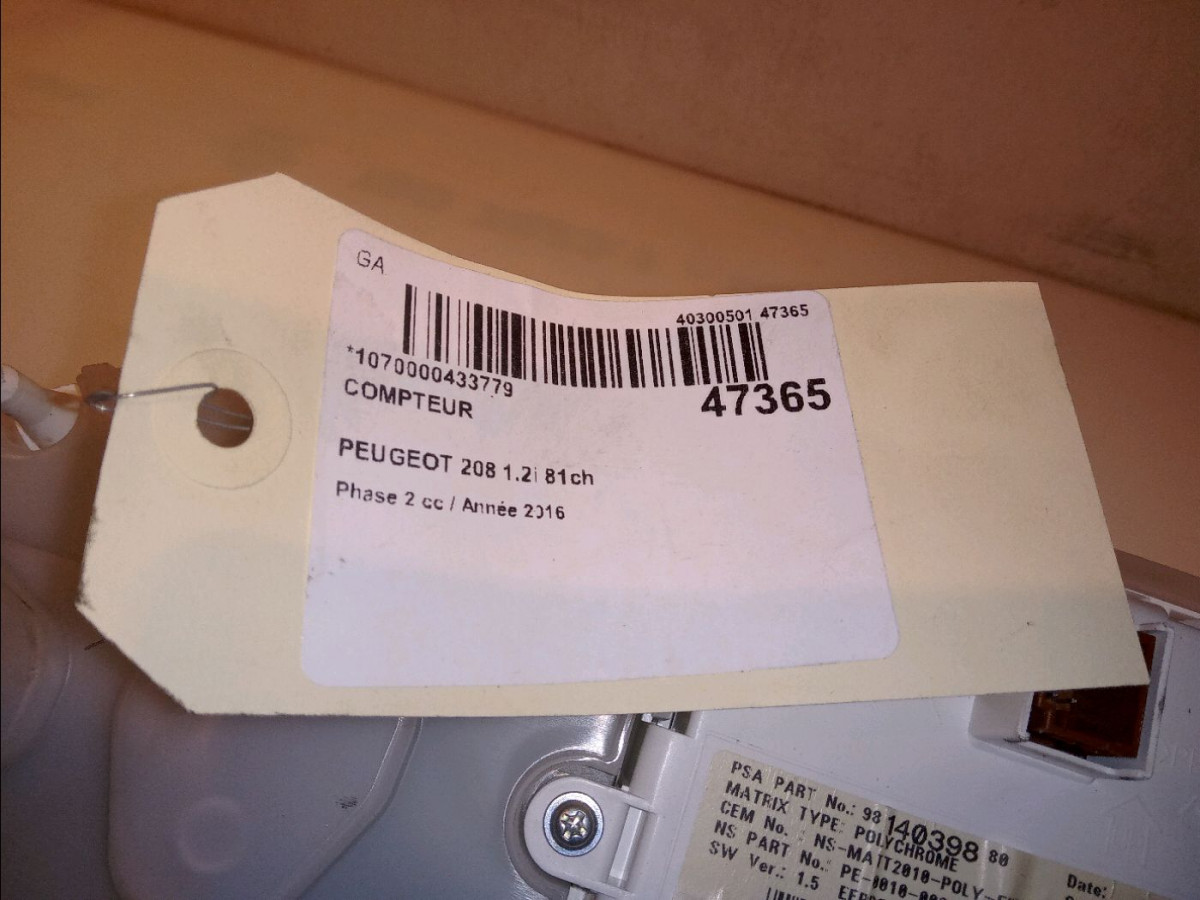 GA
40300501 47365
*1070000433779
47365
COMPTEUR
PEUGEOT 208 1.2i 81ch
Phase 2 cc / Année 2016
PSA PART No.: 98 140398 80
MATRIX TYPE: POLYCHROME
CEM No. : NS-MATT2010-POLY-
NS PART No.: PE-0010-
SW Ver.: 1.5
Date: